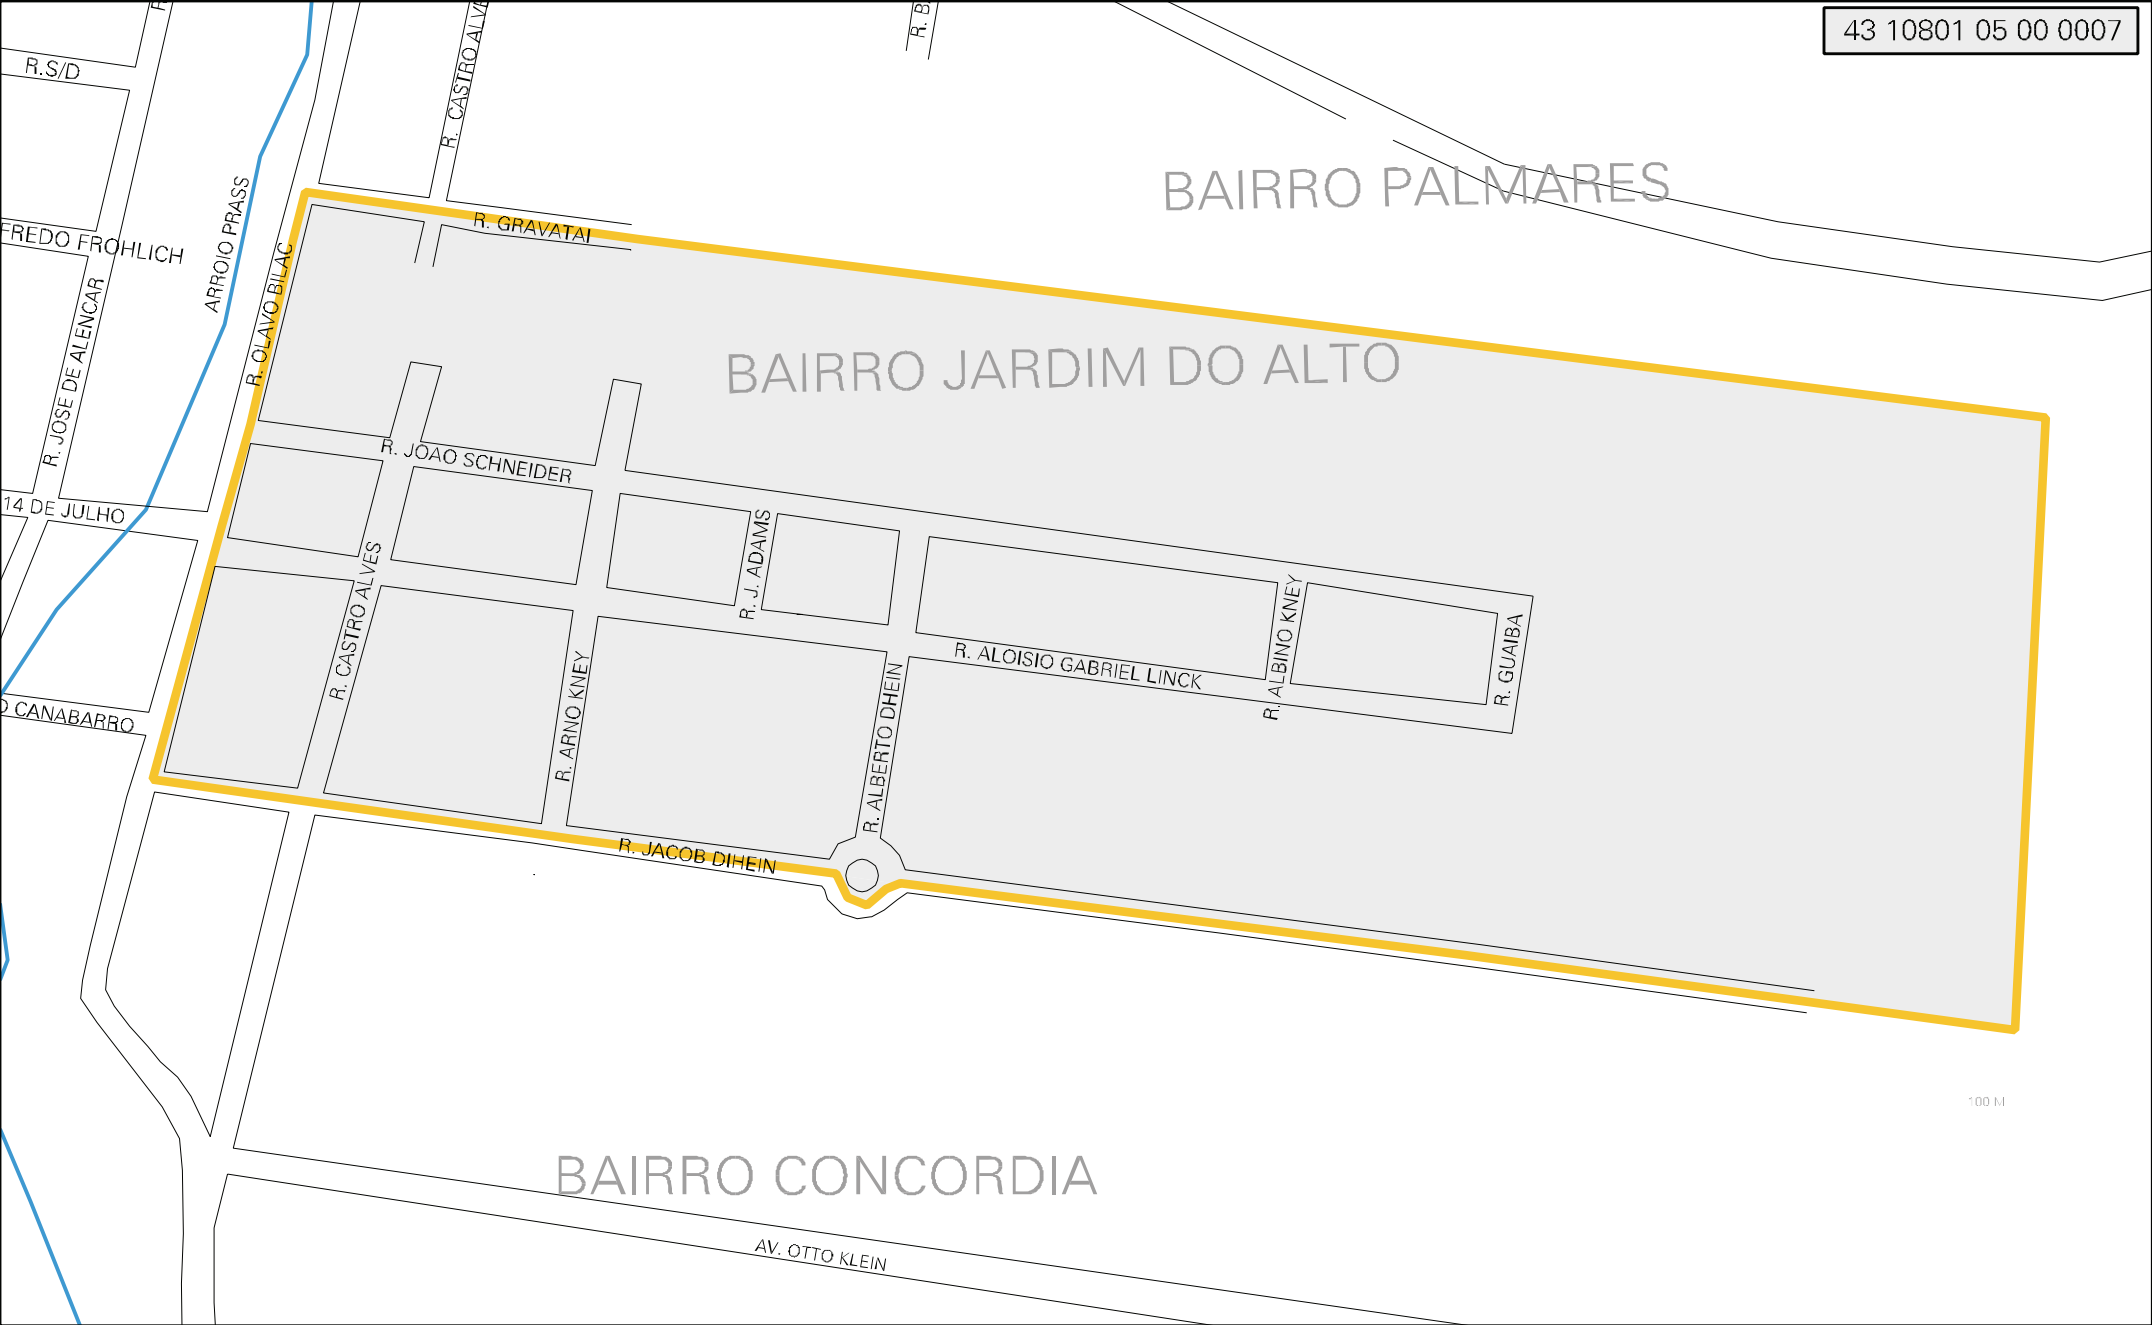 43 10801 05 00 0007
R.S/D
R. CASTRO ALVE
R. B
BAIRRO PALMARES
FREDO FROHLICH
ARROIO PRASS
R. GRAVATAI
R. OLAVO BILAC
R. JOSE DE ALENCAR
BAIRRO JARDIM DO ALTO
R. JOAO SCHNEIDER
14 DE JULHO
R. J. ADAMS
R. CASTRO ALVES
R. ALBINO KNEY
R. GUAIBA
R. ALOISIO GABRIEL LINCK
R. ARNO KNEY
R. ALBERTO DHEIN
O CANABARRO
R. JACOB DIHEIN
100 M
BAIRRO CONCORDIA
AV. OTTO KLEIN